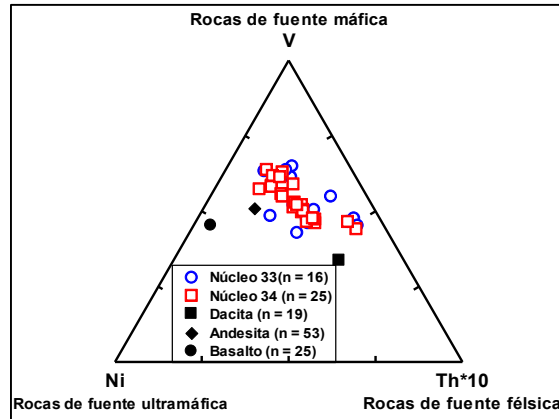 Rocas de fuente máfica
V
Núcleo 33(n = 16)
Núcleo 34 (n = 25)
Dacita (n = 19)
Andesita (n = 53)
Basalto (n = 25)
Ni
Th*10
Rocas de fuente ultramáfica
Rocas de fuente félsica